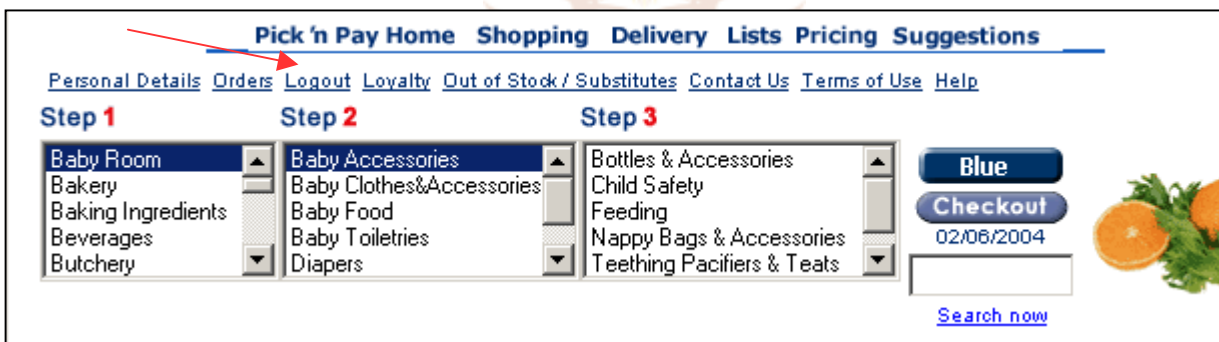 Pick 'n Pay Home Shopping Delivery Lists Pricing Suggestions
Personal Details Orders Logout Loyalty Out of Stock / Substitutes Contact Us Terms of Use Help
Step 1
Step 2
Step 3
Baby Room
Bakery
Baking Ingredients
Beverages
Butchery
Baby Accessories
Baby Clothes&Accessories
Baby Food
Baby Toiletries
Diapers
Bottles & Accessories
Child Safety
Feeding
Nappy Bags & Accessories
Teething Pacifiers & Teats
Blue
Checkout
02/06/2004
Search now